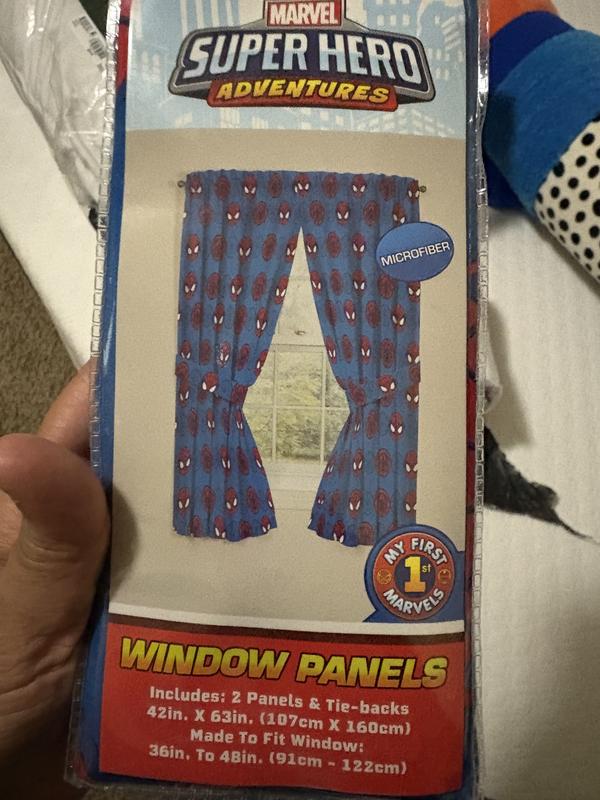 MARVEL
SUPER HERO
ADVENTURES
MICROFIBER
MY FIRST
1st
MARVELS
WINDOW PANELS
Includes: 2 Panels & Tie-backs
42in. X 63in. (107cm X 160cm)
Made To Fit Window:
36in. To 48in. (91cm - 122cm)